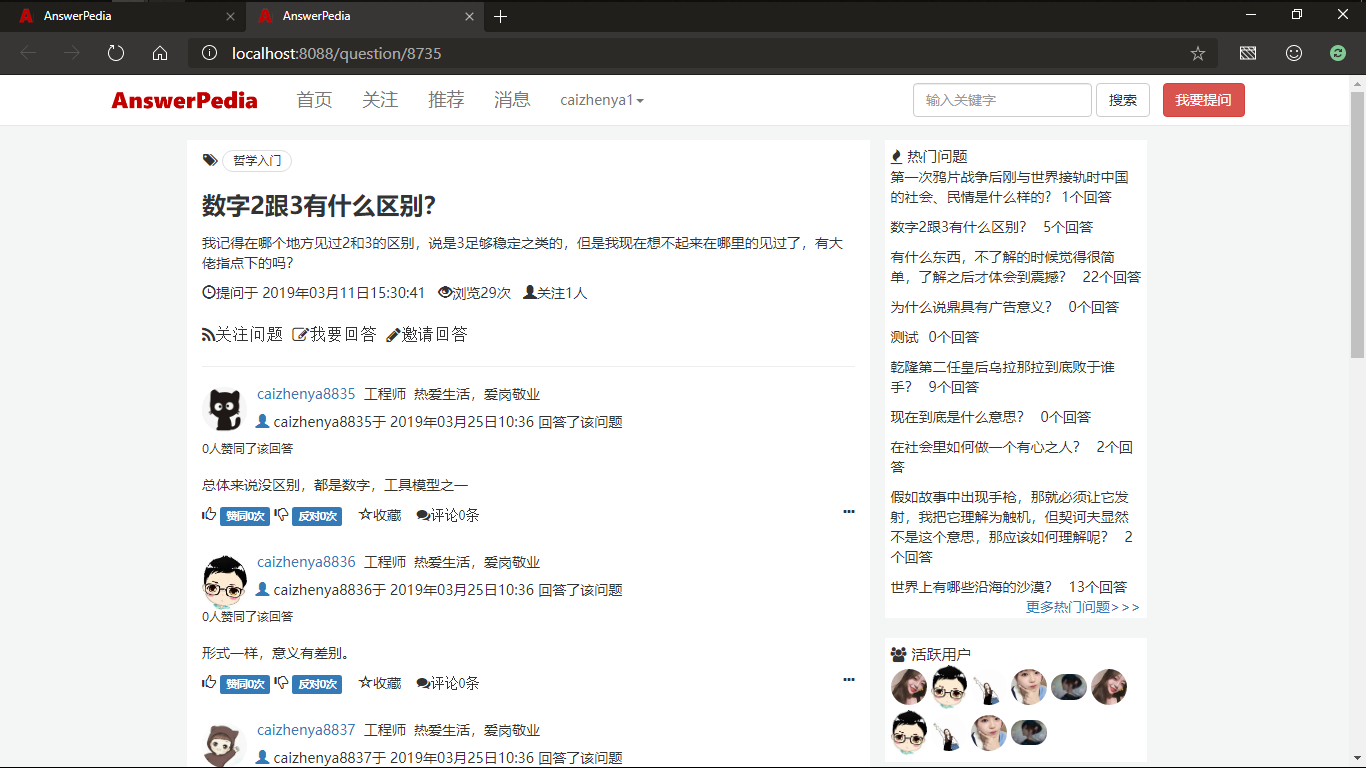 AnswerPedia
AnswerPedia
localhost:8088/question/8735
AnswerPedia 首页 关注 推荐 消息 caizhenya1 输入关键字 搜索 我要提问
哲学入门
数字2跟3有什么区别？
我记得在哪个地方见过2和3的区别，说是3足够稳定之类的，但是我现在想不起来在哪里的见过了，有大
佬指点下的吗？
提问于 2019年03月11日15:30:41 浏览29次 关注1人
关注问题 我要回答 邀请回答
caizhenya8835 工程师 热爱生活，爱岗敬业
caizhenya8835于 2019年03月25日10:36 回答了该问题
0人赞同了该回答
总体来说没区别，都是数字，工具模型之一
赞同0次 反对0次 收藏 评论0条
caizhenya8836 工程师 热爱生活，爱岗敬业
caizhenya8836于 2019年03月25日10:36 回答了该问题
0人赞同了该回答
形式一样，意义有差别。
赞同0次 反对0次 收藏 评论0条
caizhenya8837 工程师 热爱生活，爱岗敬业
caizhenya8837于 2019年03月25日10:36 回答了该问题
热门问题
第一次鸦片战争后刚与世界接轨时中国
的社会、民情是什么样的？ 1个回答
数字2跟3有什么区别？ 5个回答
有什么东西，不了解的时候觉得很简
单，了解之后才体会到震撼？ 22个回答
为什么说鼎具有广告意义？ 0个回答
测试 0个回答
乾隆第二任皇后乌拉那拉到底败于谁
手？ 9个回答
现在到底是什么意思？ 0个回答
在社会里如何做一个有心之人？ 2个回
答
假如故事中出现手枪，那就必须让它发
射，我把它理解为触机，但契诃夫显然
不是这个意思，那应该如何理解呢？ 2
个回答
世界上有哪些沿海的沙漠？ 13个回答
更多热门问题>>>
活跃用户